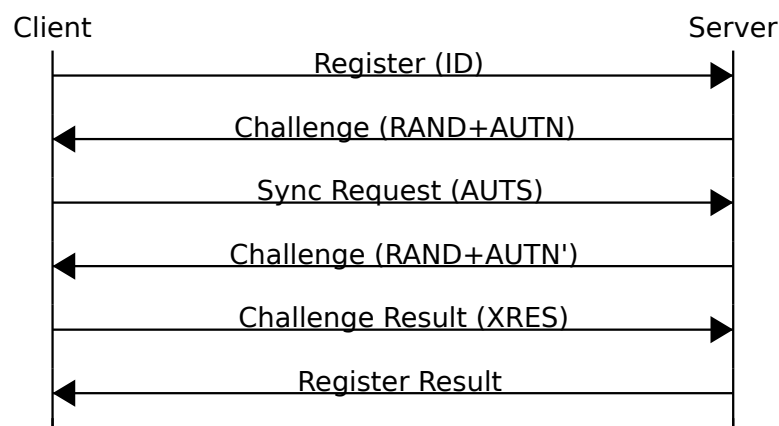 Client Server
Register (ID)
Challenge (RAND+AUTN)
Sync Request (AUTS)
Challenge (RAND+AUTN')
Challenge Result (XRES)
Register Result